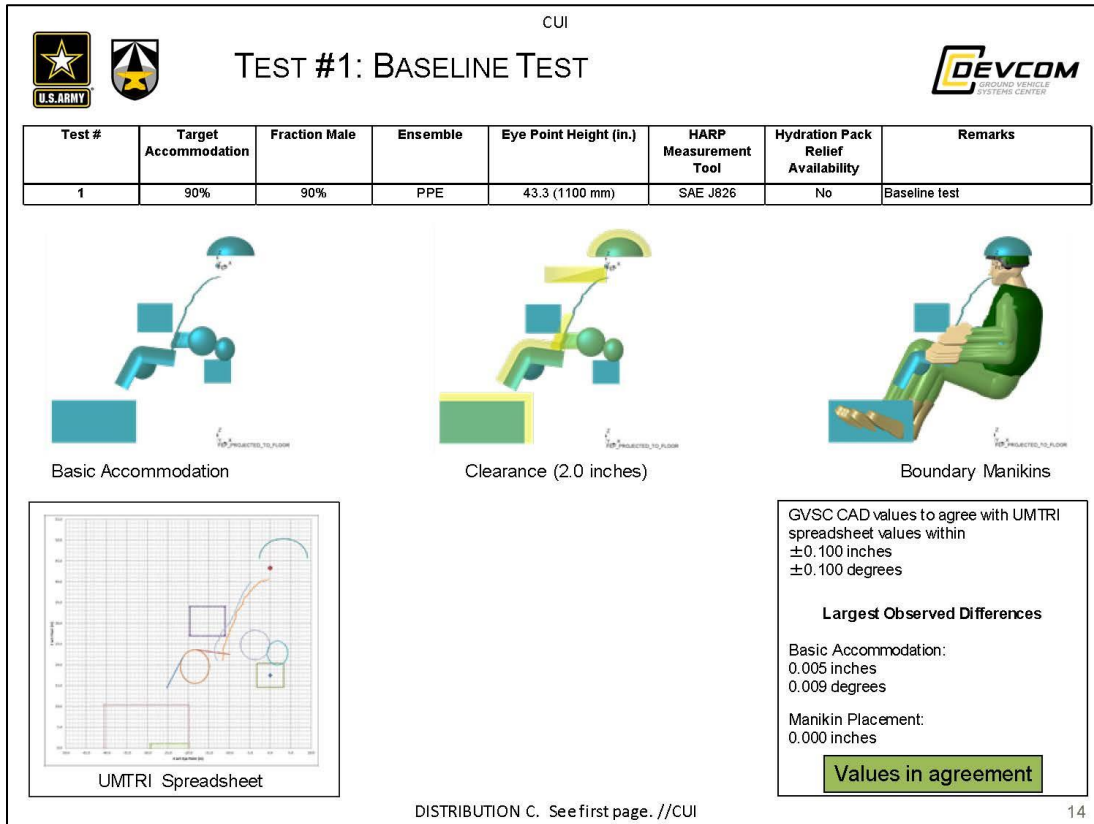 CUI
U.S.ARMY
TEST #1: BASELINE TEST
DEVCOM
GROUND VEHICLE
SYSTEMS CENTER
Test # Target Accommodation Fraction Male Ensemble Eye Point Height (in.) HARP Measurement Tool Hydration Pack Relief Availability Remarks
1 90% 90% PPE 43.3 (1100 mm) SAE J826 No Baseline test
Z
Y X
FEP_PROJECTED_TO_FLOOR
Z
Y X
FEP_PROJECTED_TO_FLOOR
Z
Y X
FEP_PROJECTED_TO_FLOOR
Basic Accommodation
Clearance (2.0 inches)
Boundary Manikins
UMTRI Spreadsheet
GVSC CAD values to agree with UMTRI
spreadsheet values within
±0.100 inches
±0.100 degrees
Largest Observed Differences
Basic Accommodation:
0.005 inches
0.009 degrees
Manikin Placement:
0.000 inches
Values in agreement
DISTRIBUTION C. See first page. //CUI
14